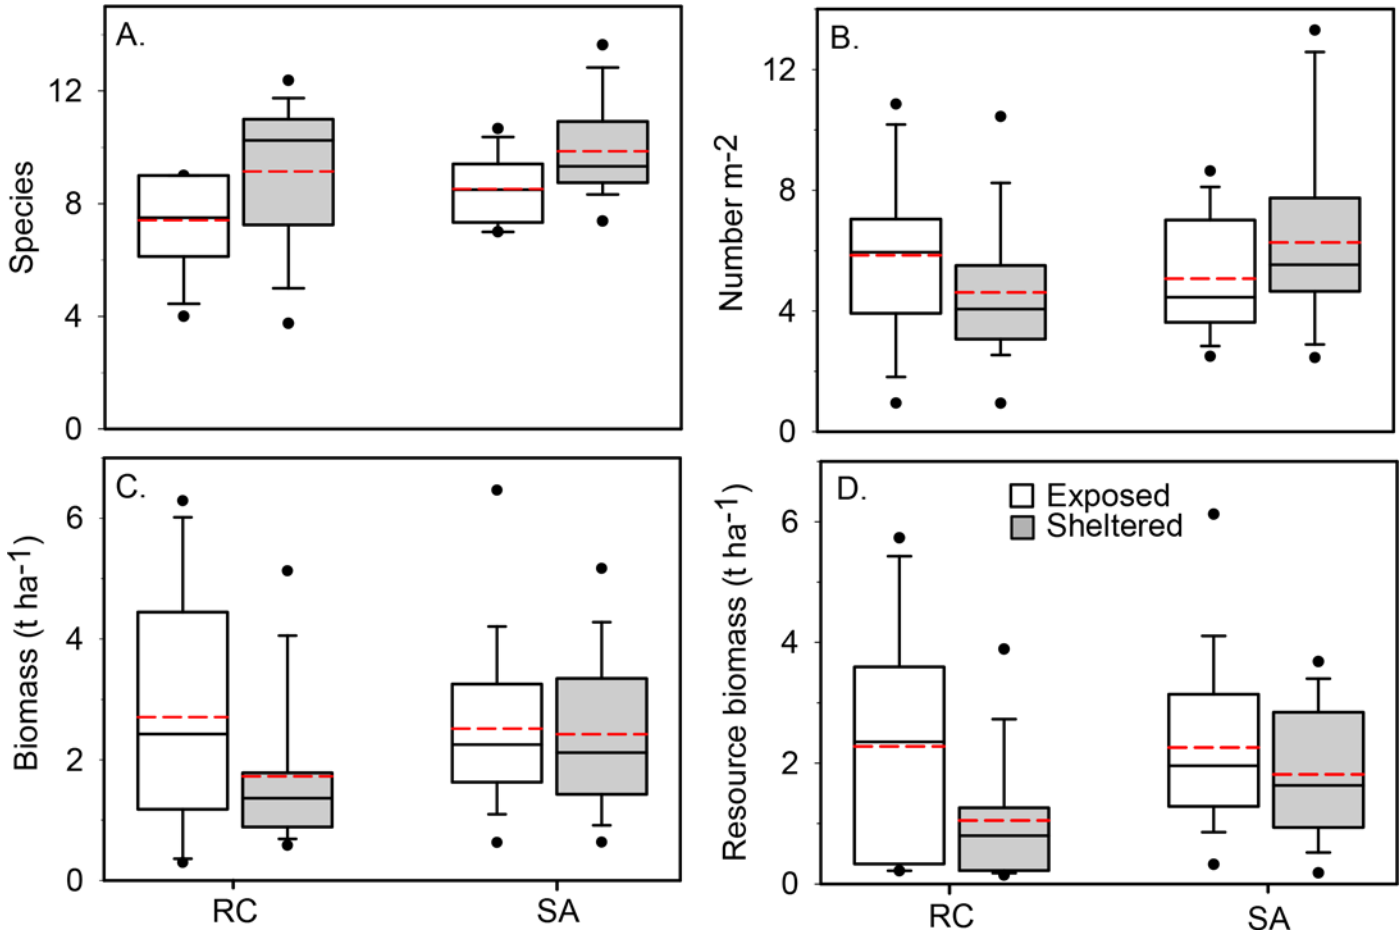 A.
Species
12
8
4
0
B.
Number m-2
12
8
4
0
C.
Biomass (t ha-1)
6
4
2
0
RC SA
D.
Exposed
Sheltered
Resource biomass (t ha-1)
6
4
2
0
RC SA